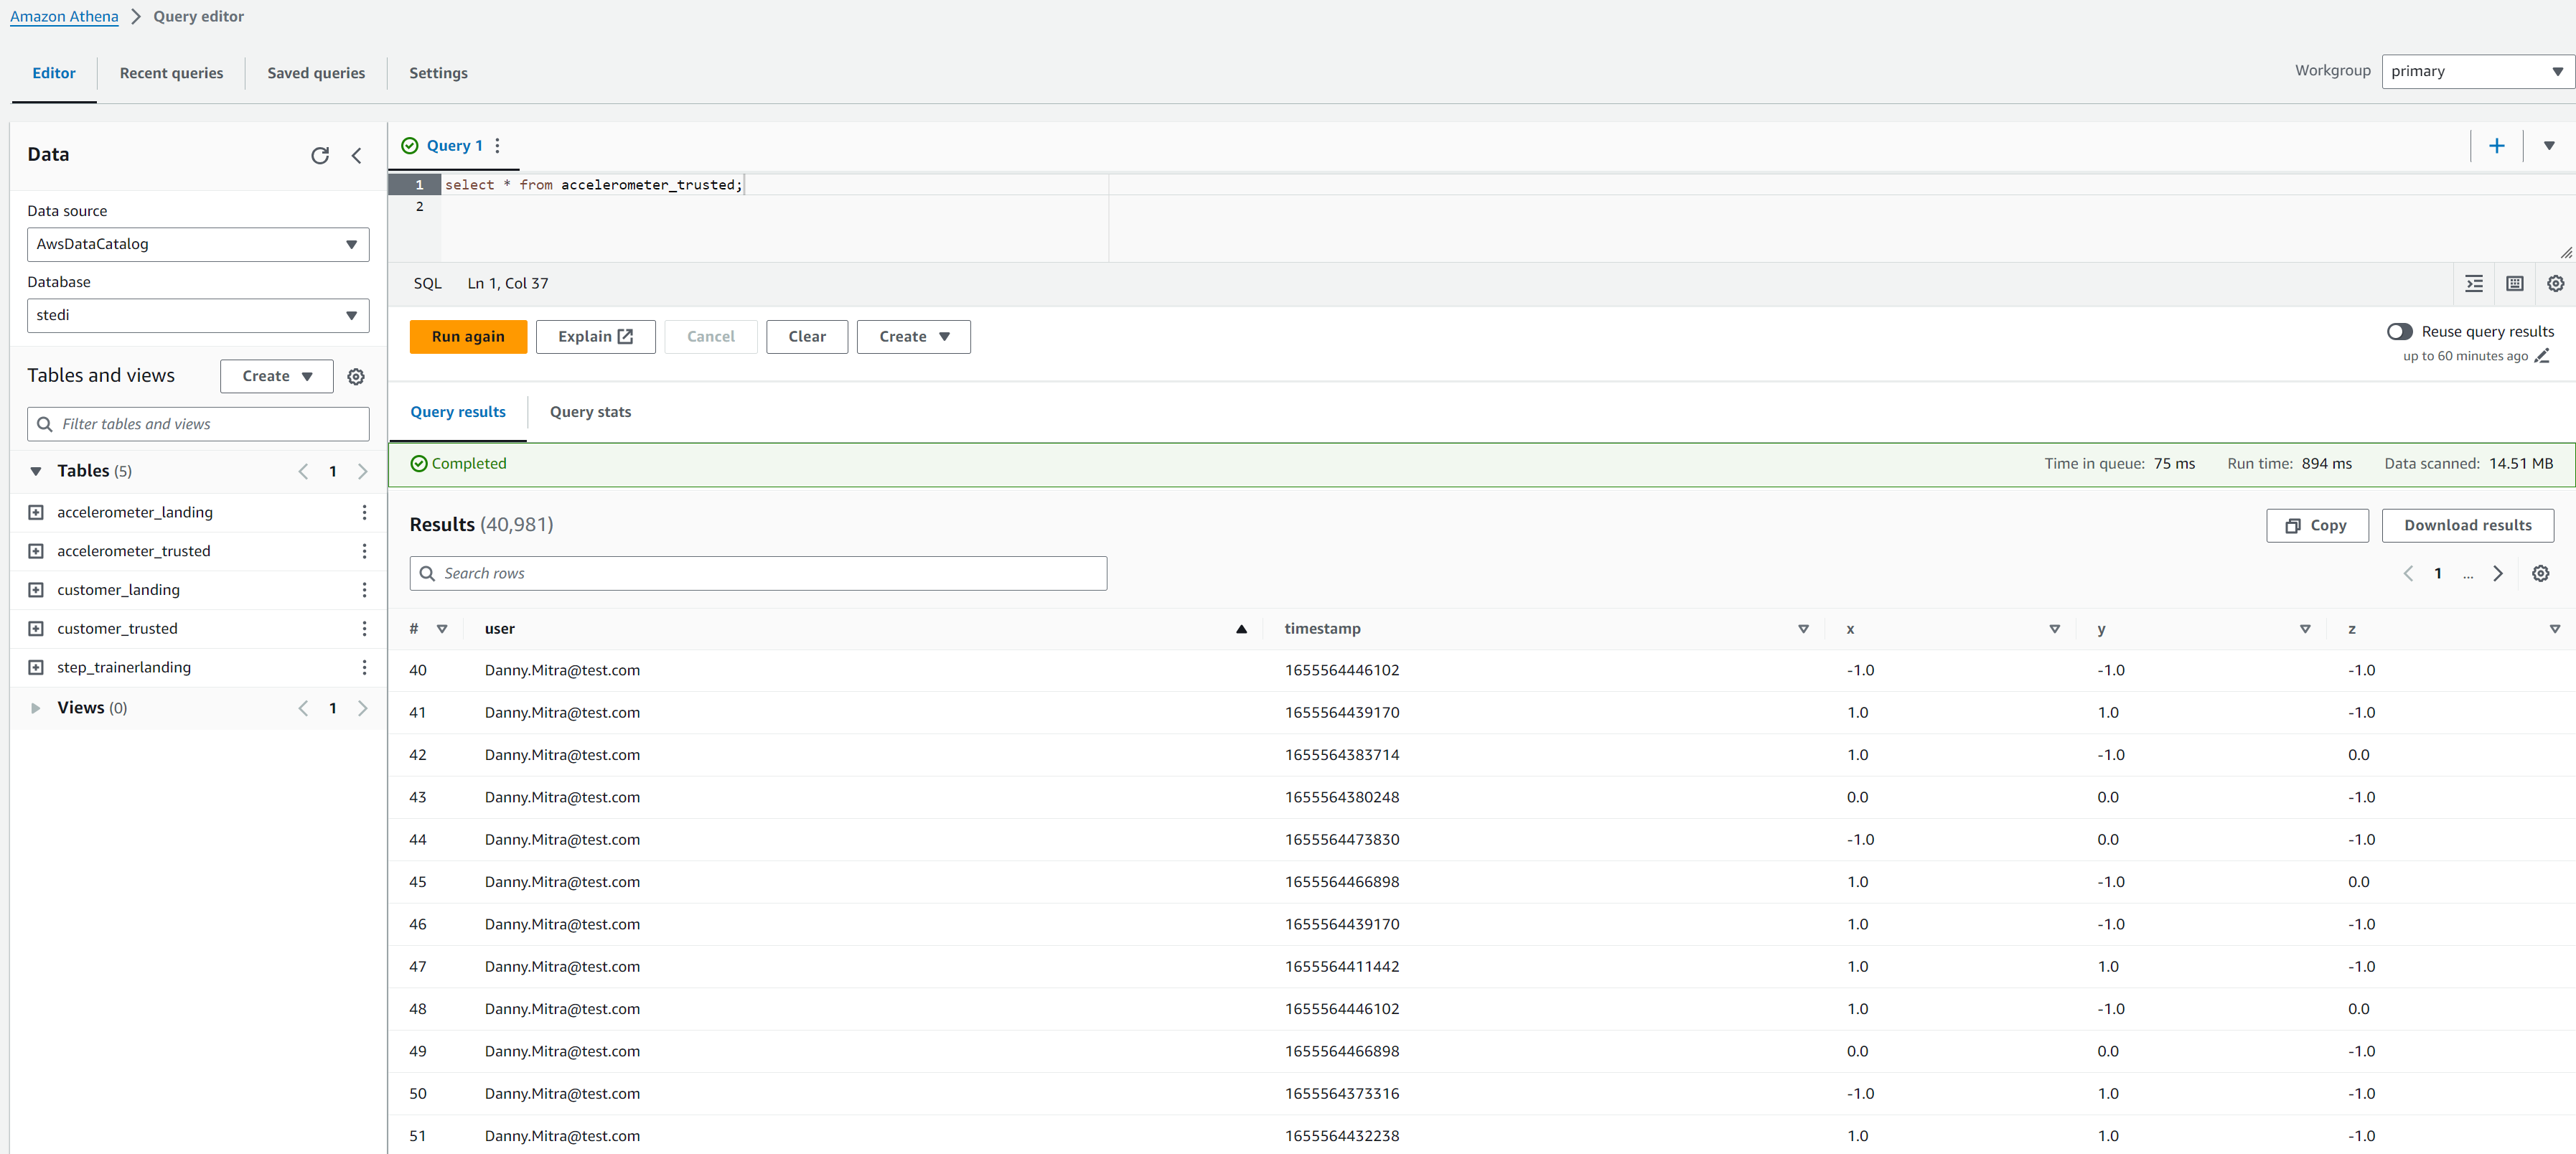 Amazon Athena > Query editor
Editor Recent queries Saved queries Settings
Workgroup primary
Data
Data source
AwsDataCatalog
Database
stedi
Tables and views Create
Filter tables and views
Tables (5) 1
accelerometer_landing
accelerometer_trusted
customer_landing
customer_trusted
step_trainerlanding
Views (0) 1
Query 1
1 select * from accelerometer_trusted;
2
SQL Ln 1, Col 37
Run again Explain Cancel Clear Create
Reuse query results
up to 60 minutes ago
Query results Query stats
Completed Time in queue: 75 ms Run time: 894 ms Data scanned: 14.51 MB
Results (40,981) Copy Download results
Search rows 1 ...
# user timestamp x y z
40 Danny.Mitra@test.com 1655564446102 -1.0 -1.0 -1.0
41 Danny.Mitra@test.com 1655564439170 1.0 1.0 -1.0
42 Danny.Mitra@test.com 1655564383714 1.0 -1.0 0.0
43 Danny.Mitra@test.com 1655564380248 0.0 0.0 -1.0
44 Danny.Mitra@test.com 1655564473830 -1.0 0.0 -1.0
45 Danny.Mitra@test.com 1655564466898 1.0 -1.0 0.0
46 Danny.Mitra@test.com 1655564439170 1.0 -1.0 -1.0
47 Danny.Mitra@test.com 1655564411442 1.0 1.0 -1.0
48 Danny.Mitra@test.com 1655564446102 1.0 -1.0 0.0
49 Danny.Mitra@test.com 1655564466898 0.0 0.0 -1.0
50 Danny.Mitra@test.com 1655564373316 -1.0 1.0 -1.0
51 Danny.Mitra@test.com 1655564432238 1.0 1.0 -1.0